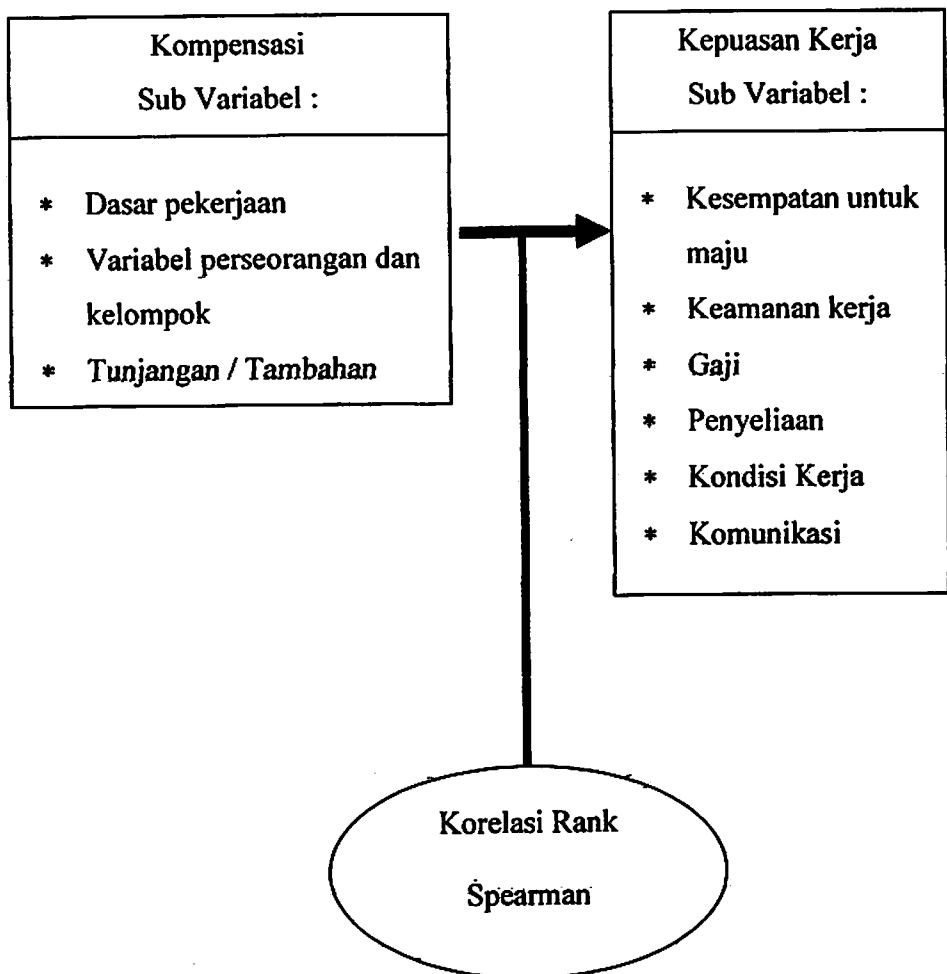 Kompensasi
Sub Variabel :
* Dasar pekerjaan
* Variabel perseorangan dan
kelompok
* Tunjangan / Tambahan
Kepuasan Kerja
Sub Variabel :
* Kesempatan untuk
maju
* Keamanan kerja
* Gaji
* Penyeliaan
* Kondisi Kerja
* Komunikasi
Korelasi Rank
Spearman